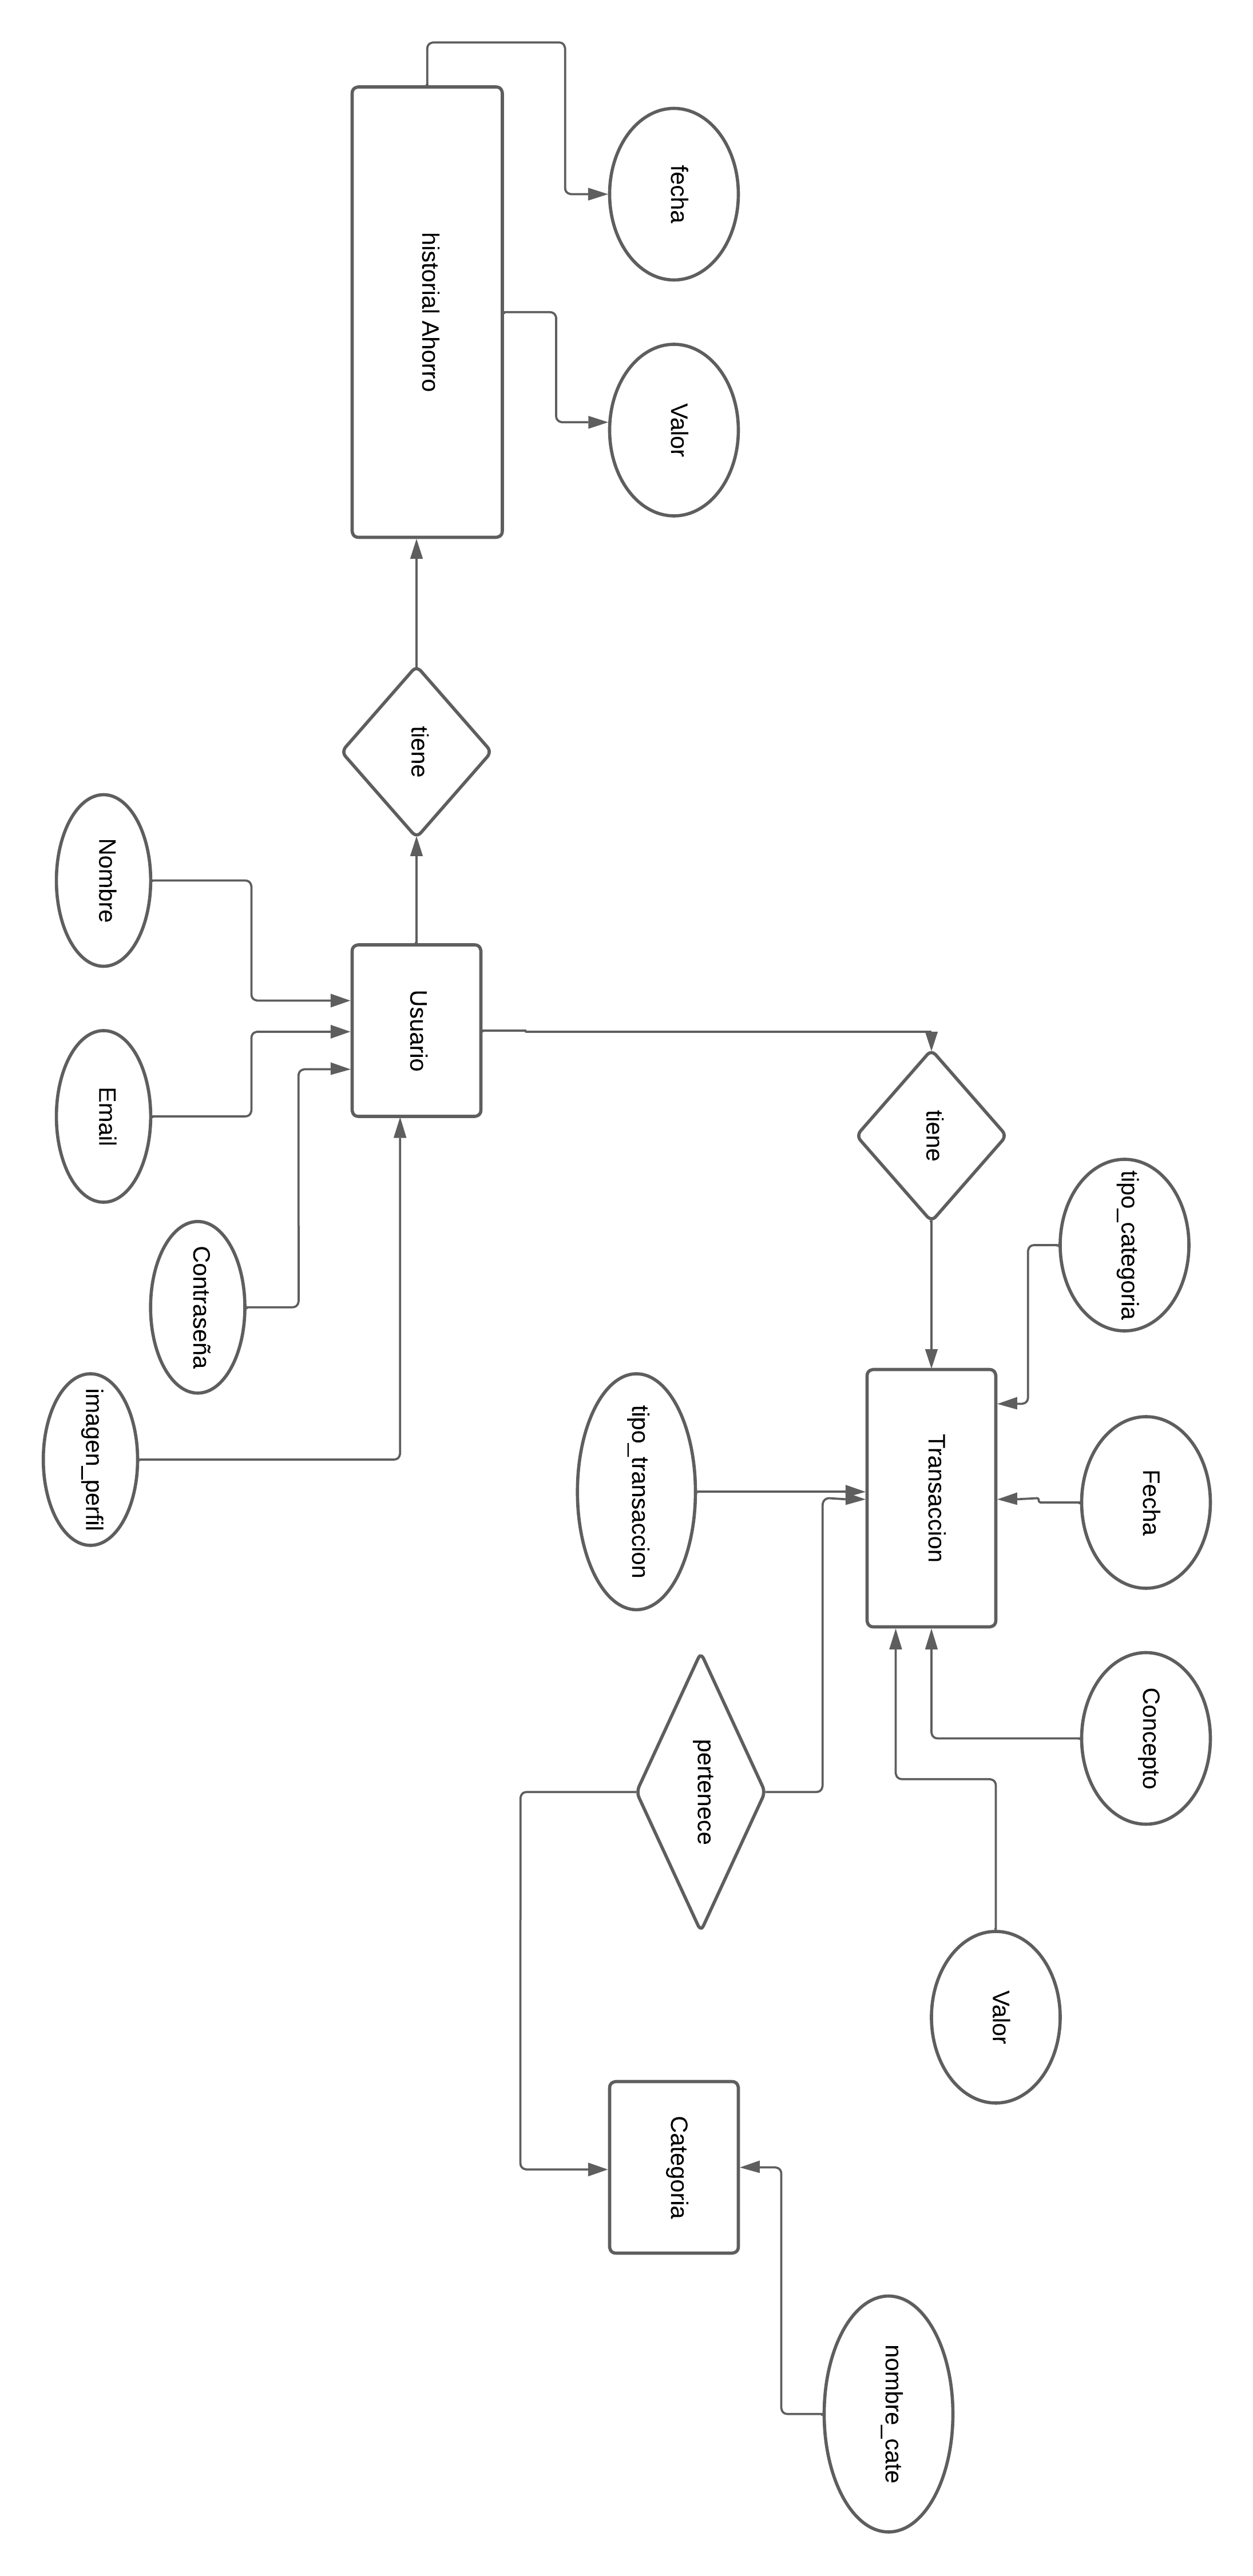 fecha
Valor
historial Ahorro
tiene
Nombre
Usuario
Email
Contraseña
imagen_perfil
tiene
tipo_categoria
Fecha
Transaccion
tipo_transaccion
Concepto
pertenece
Valor
Categoria
nombre_cate